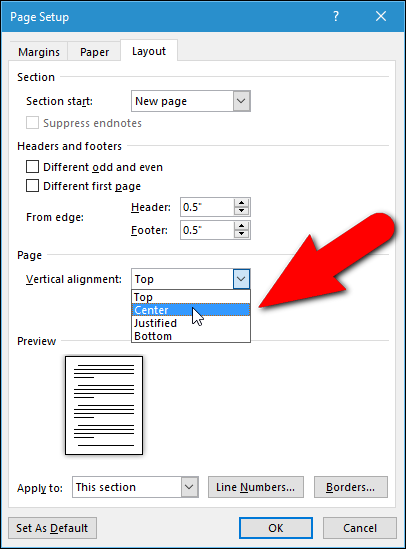 Page Setup ? ×
Margins Paper Layout
Section
Section start: New page
Suppress endnotes
Headers and footers
Different odd and even
Different first page
Header: 0.5"
From edge:
Footer: 0.5"
Page
Vertical alignment: Top
Top
Center
Justified
Bottom
Preview
Apply to: This section Line Numbers... Borders...
Set As Default OK Cancel